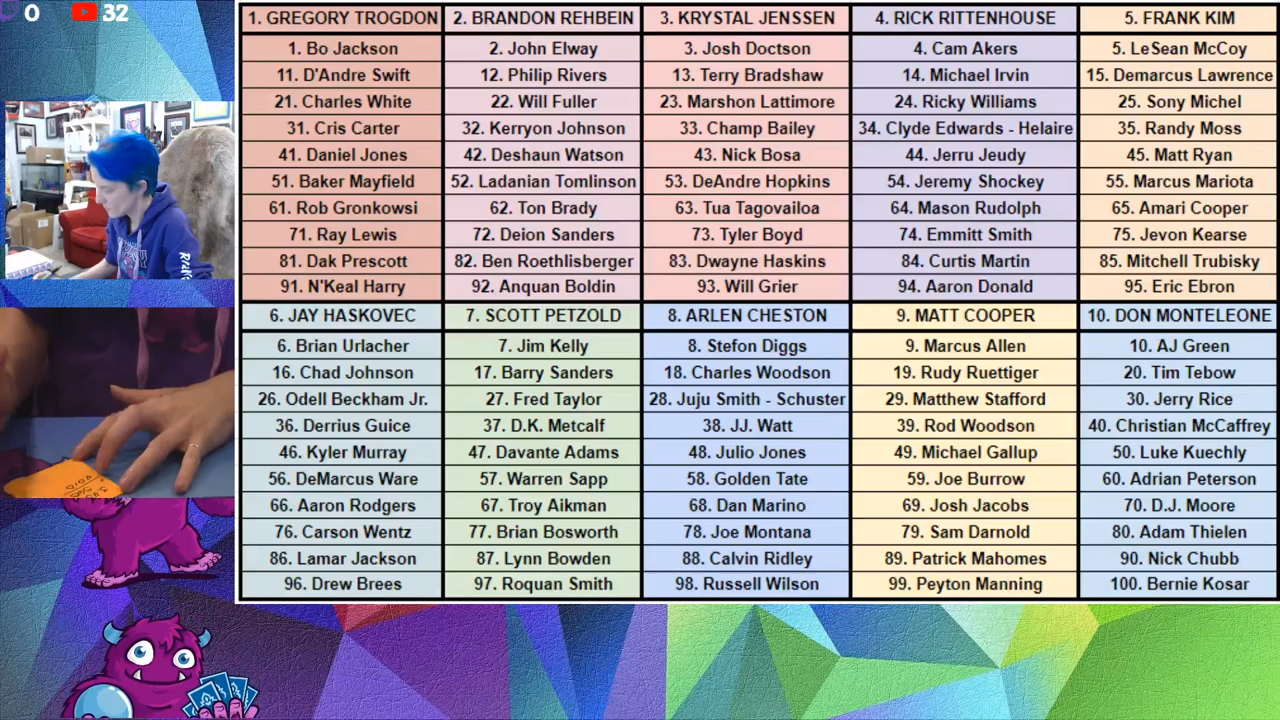 0 32
1. GREGORY TROGDON 2. BRANDON REHBEIN 3. KRYSTAL JENSSEN 4. RICK RITTENHOUSE 5. FRANK KIM
1. Bo Jackson 2. John Elway 3. Josh Doctson 4. Cam Akers 5. LeSean McCoy
11. D'Andre Swift 12. Philip Rivers 13. Terry Bradshaw 14. Michael Irvin 15. Demarcus Lawrence
21. Charles White 22. Will Fuller 23. Marshon Lattimore 24. Ricky Williams 25. Sony Michel
31. Cris Carter 32. Kerryon Johnson 33. Champ Bailey 34. Clyde Edwards - Helaire 35. Randy Moss
41. Daniel Jones 42. Deshaun Watson 43. Nick Bosa 44. Jerru Jeudy 45. Matt Ryan
51. Baker Mayfield 52. Ladanian Tomlinson 53. DeAndre Hopkins 54. Jeremy Shockey 55. Marcus Mariota
61. Rob Gronkowsi 62. Ton Brady 63. Tua Tagovailoa 64. Mason Rudolph 65. Amari Cooper
71. Ray Lewis 72. Deion Sanders 73. Tyler Boyd 74. Emmitt Smith 75. Jevon Kearse
81. Dak Prescott 82. Ben Roethlisberger 83. Dwayne Haskins 84. Curtis Martin 85. Mitchell Trubisky
91. N'Keal Harry 92. Anquan Boldin 93. Will Grier 94. Aaron Donald 95. Eric Ebron
6. JAY HASKOVEC 7. SCOTT PETZOLD 8. ARLEN CHESTON 9. MATT COOPER 10. DON MONTELEONE
6. Brian Urlacher 7. Jim Kelly 8. Stefon Diggs 9. Marcus Allen 10. AJ Green
16. Chad Johnson 17. Barry Sanders 18. Charles Woodson 19. Rudy Ruettiger 20. Tim Tebow
26. Odell Beckham Jr. 27. Fred Taylor 28. Juju Smith - Schuster 29. Matthew Stafford 30. Jerry Rice
36. Derrius Guice 37. D.K. Metcalf 38. JJ. Watt 39. Rod Woodson 40. Christian McCaffrey
46. Kyler Murray 47. Davante Adams 48. Julio Jones 49. Michael Gallup 50. Luke Kuechly
56. DeMarcus Ware 57. Warren Sapp 58. Golden Tate 59. Joe Burrow 60. Adrian Peterson
66. Aaron Rodgers 67. Troy Aikman 68. Dan Marino 69. Josh Jacobs 70. D.J. Moore
76. Carson Wentz 77. Brian Bosworth 78. Joe Montana 79. Sam Darnold 80. Adam Thielen
86. Lamar Jackson 87. Lynn Bowden 88. Calvin Ridley 89. Patrick Mahomes 90. Nick Chubb
96. Drew Brees 97. Roquan Smith 98. Russell Wilson 99. Peyton Manning 100. Bernie Kosar